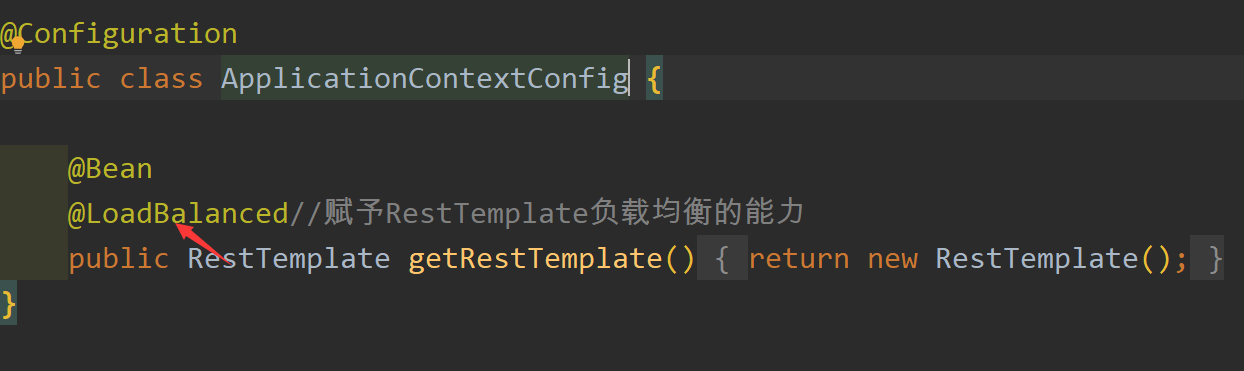 @Configuration
public class ApplicationContextConfig {
@Bean
@LoadBalanced//赋予RestTemplate负载均衡的能力
public RestTemplate getRestTemplate() { return new RestTemplate(); }
}